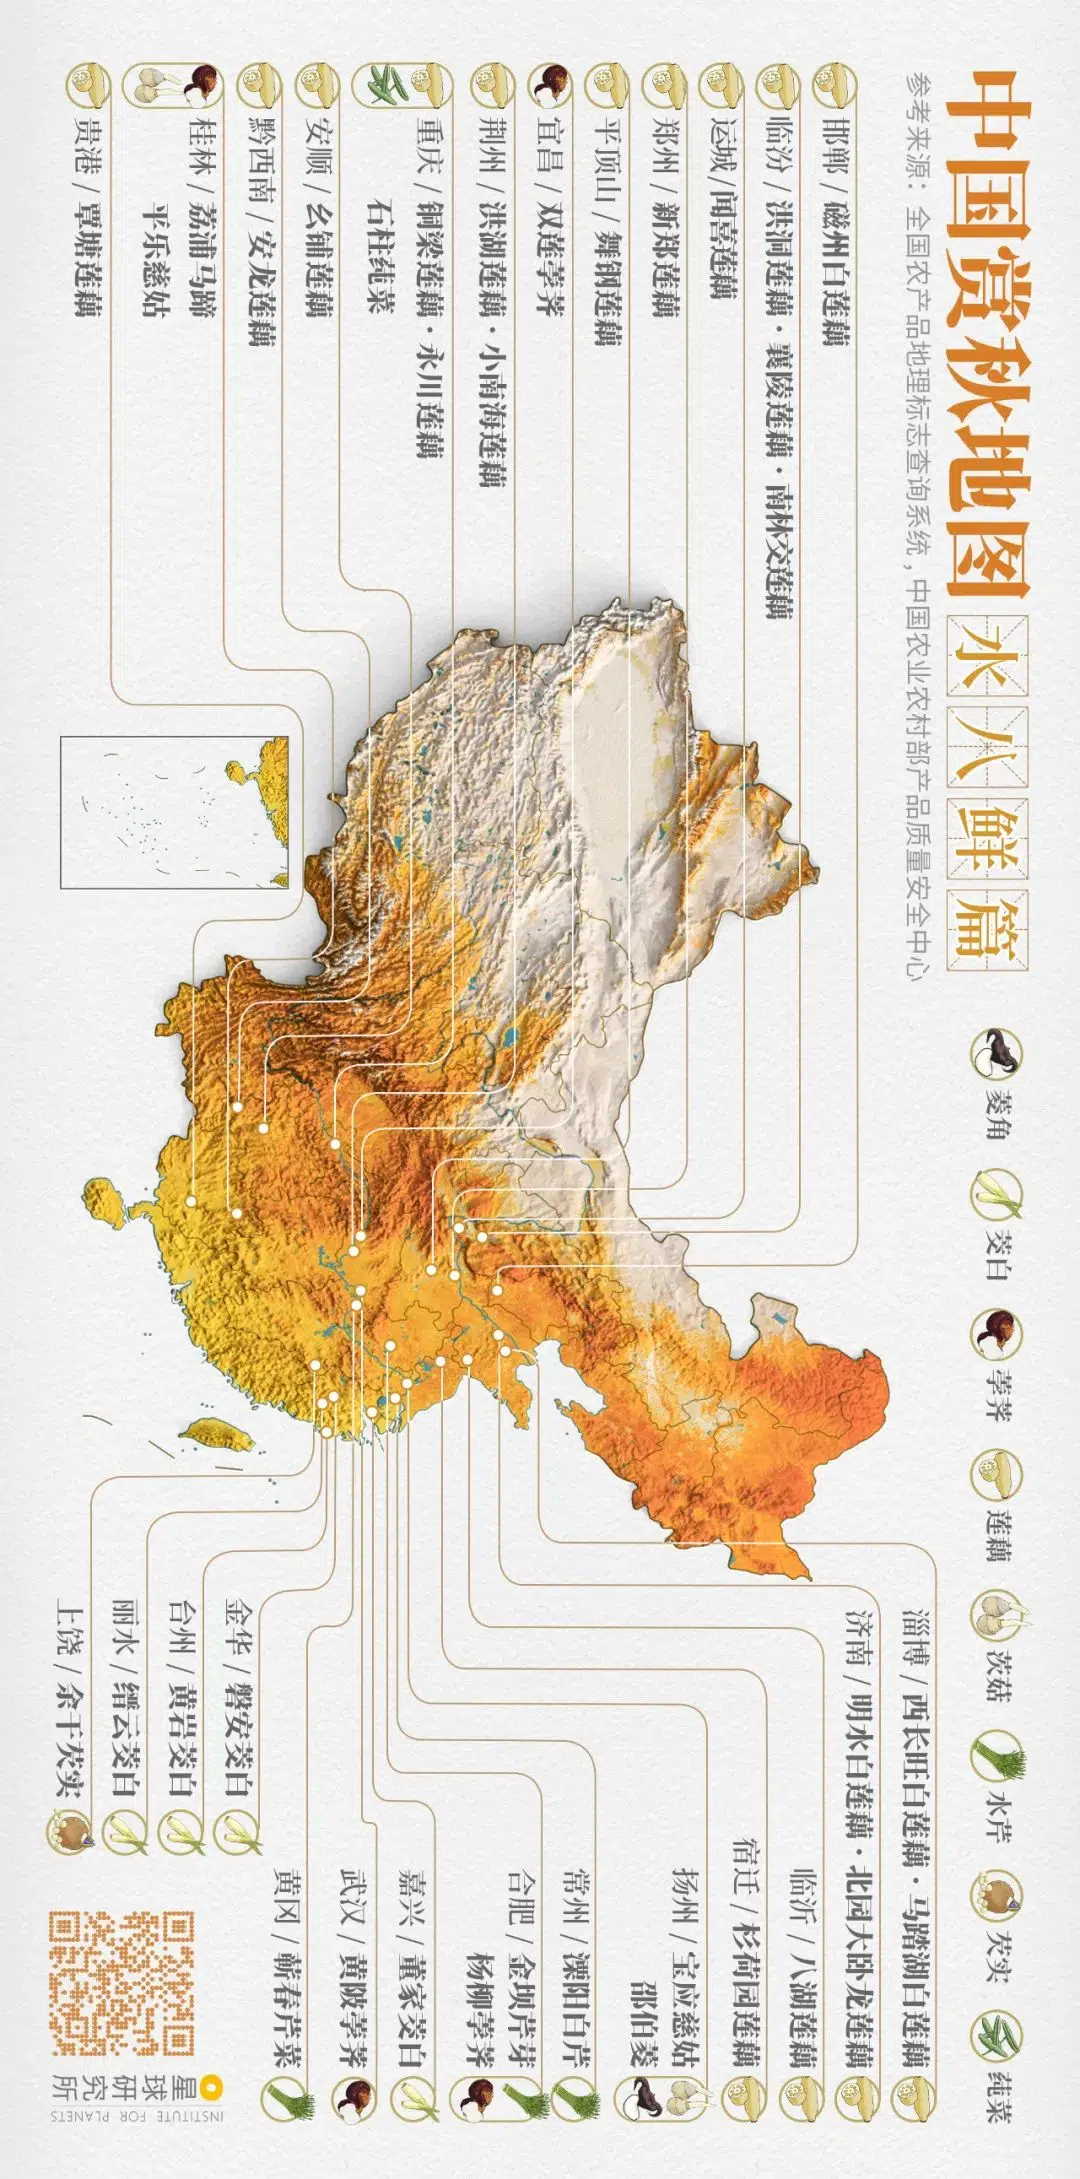 中国赏秋地图 水八鲜篇
参考来源：全国农产品地理标志查询系统，中国农业农村部产品质量安全中心
菱角
茭白
荸荠
莲藕
茨菇
水芹
芡实
纯菜
邯郸 / 磁州白莲藕
临汾 / 洪洞莲藕·襄陵莲藕·南林交莲藕
运城 / 闻喜莲藕
郑州 / 新郑莲藕
平顶山 / 舞钢莲藕
宜昌 / 双莲荸荠
荆州 / 洪湖莲藕·小南海莲藕
重庆 / 铜梁莲藕·永川莲藕
石柱纯菜
安顺 / 幺铺莲藕
黔西南 / 安龙莲藕
桂林 / 荔浦马蹄
平乐慈姑
贵港 / 覃塘莲藕
淄博 / 西长旺白莲藕·马踏湖白莲藕
济南 / 明水白莲藕·北园大卧龙莲藕
临沂 / 八湖莲藕
宿迁 / 杉荷园莲藕
扬州 / 宝应慈姑
邵伯菱
常州 / 溧阳白芹
合肥 / 金坝芹芽
杨柳荸荠
嘉兴 / 董家茭白
武汉 / 黄陂荸荠
黄冈 / 蕲春芹菜
金华 / 磐安茭白
台州 / 黄岩茭白
丽水 / 缙云茭白
上饶 / 余干芡实
星球研究所
INSTITUTE FOR PLANETS